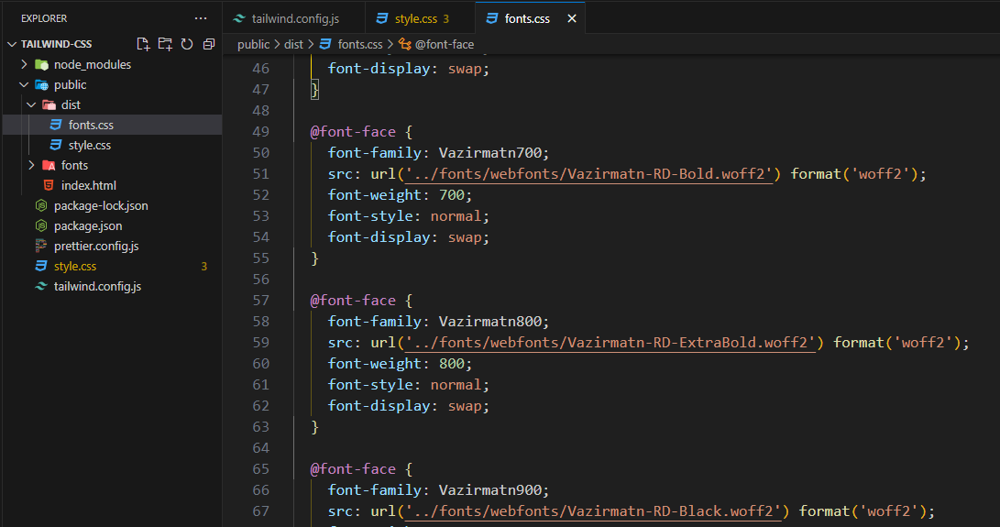 EXPLORER
TAILWIND-CSS
node_modules
public
dist
fonts.css
style.css
fonts
index.html
package-lock.json
package.json
prettier.config.js
style.css 3
tailwind.config.js
tailwind.config.js style.css 3 fonts.css
public > dist > fonts.css > @font-face
46 font-display: swap;
47 }
48
49 @font-face {
50 font-family: Vazirmatn700;
51 src: url('../fonts/webfonts/Vazirmatn-RD-Bold.woff2') format('woff2');
52 font-weight: 700;
53 font-style: normal;
54 font-display: swap;
55 }
56
57 @font-face {
58 font-family: Vazirmatn800;
59 src: url('../fonts/webfonts/Vazirmatn-RD-ExtraBold.woff2') format('woff2');
60 font-weight: 800;
61 font-style: normal;
62 font-display: swap;
63 }
64
65 @font-face {
66 font-family: Vazirmatn900;
67 src: url('../fonts/webfonts/Vazirmatn-RD-Black.woff2') format('woff2');